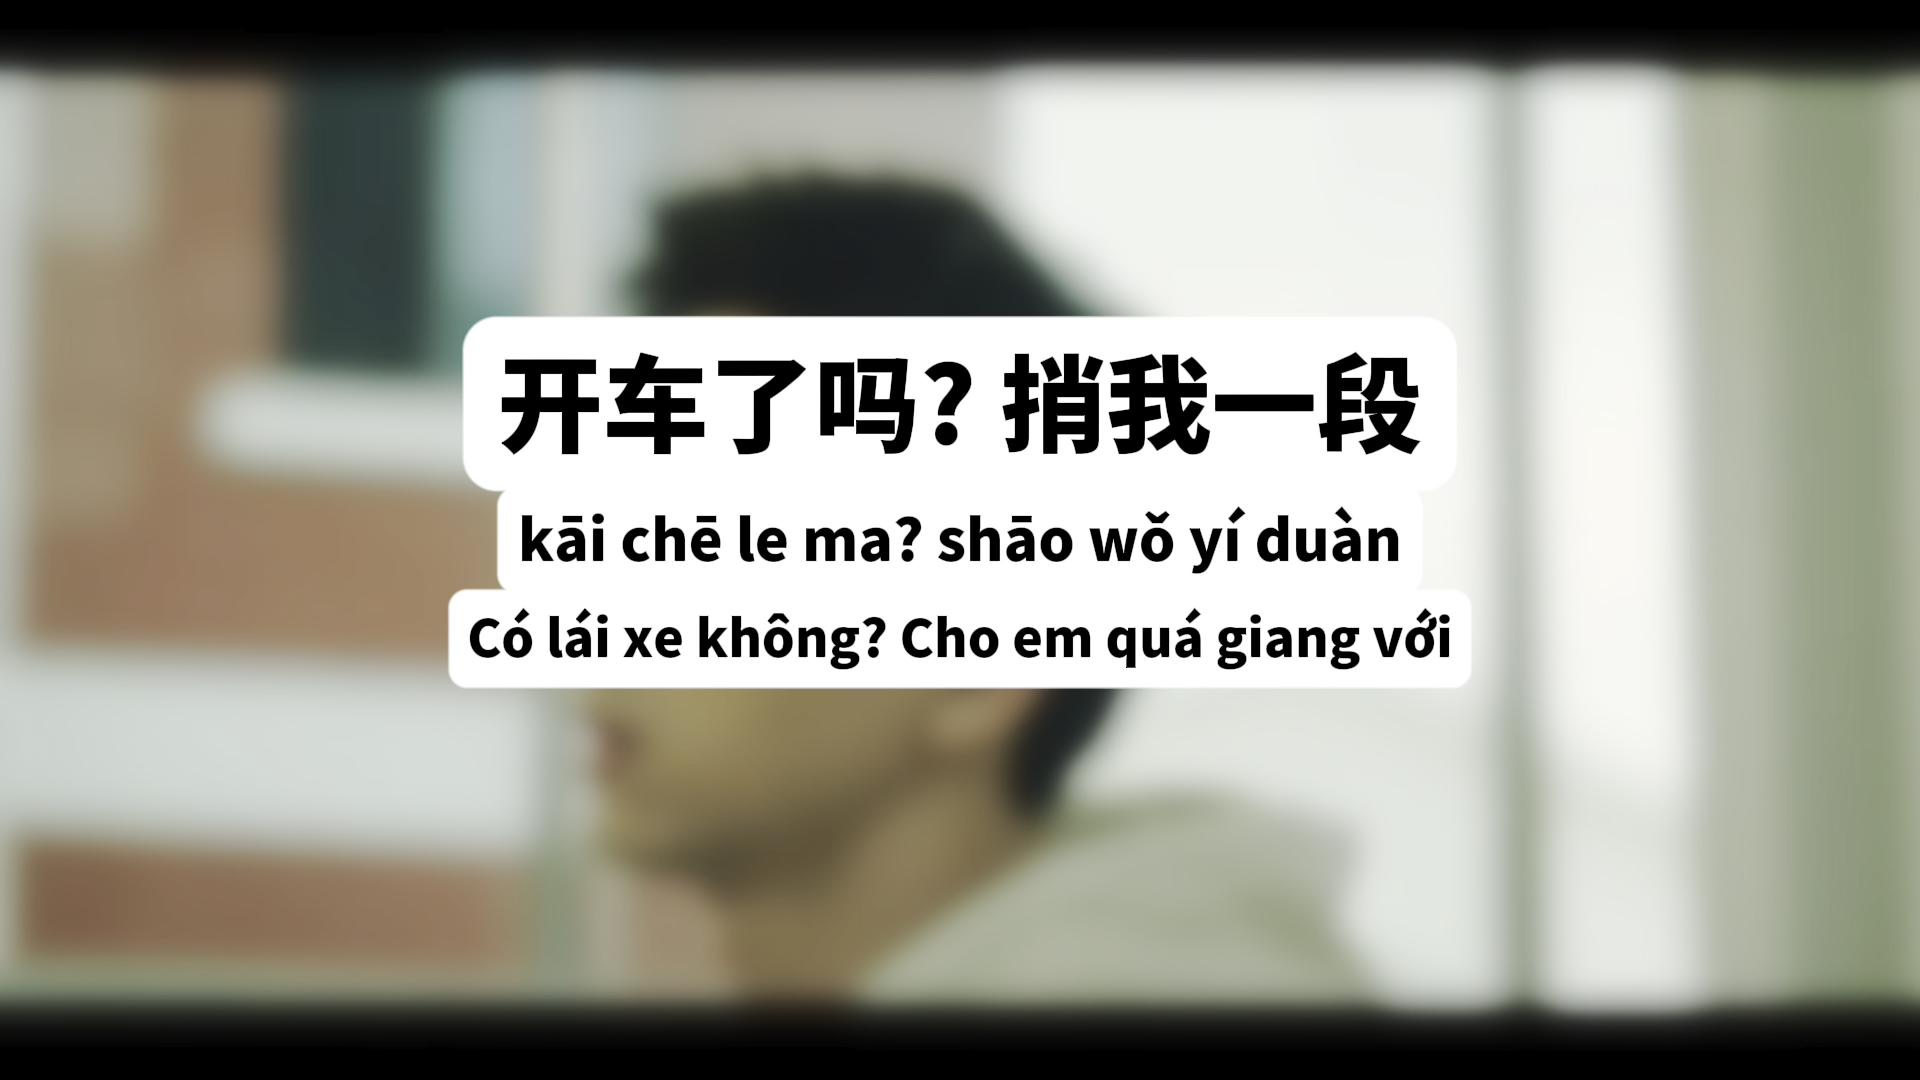 开车了吗? 捎我一段
kāi chē le ma? shāo wǒ yí duàn
Có lái xe không? Cho em quá giang với